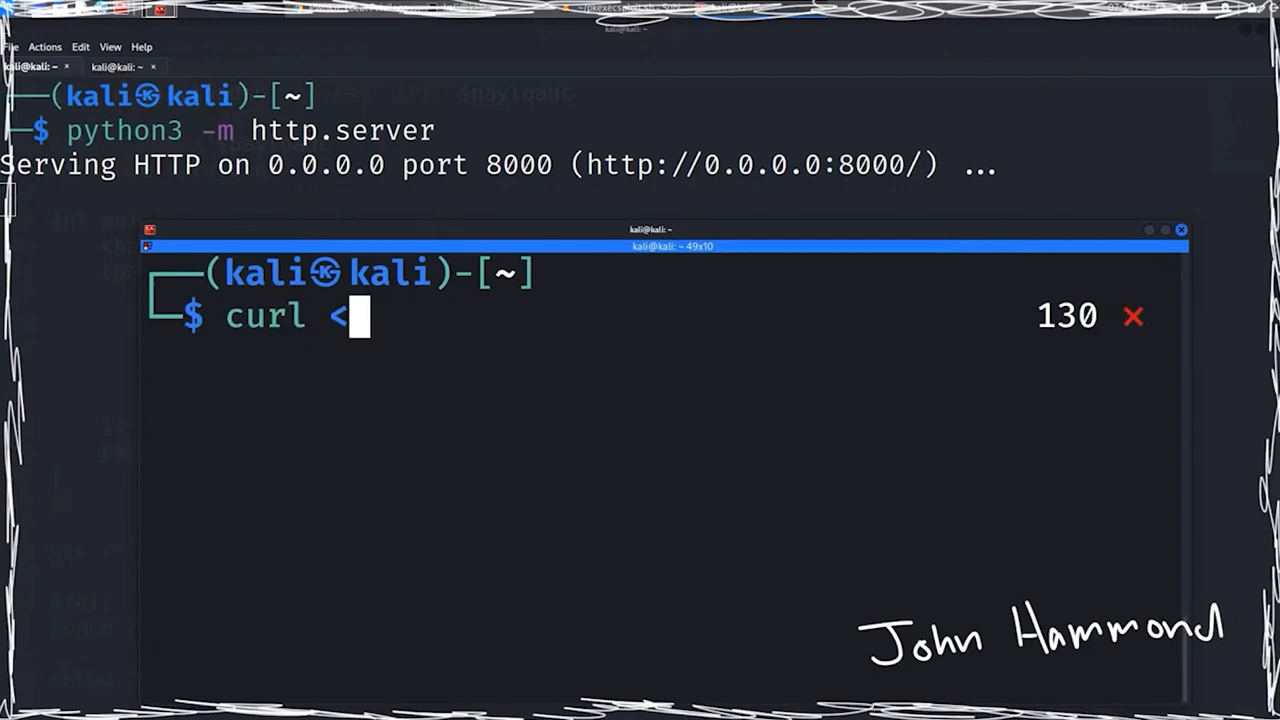 File Actions Edit View Help
kali@kali: ~ × kali@kali: ~ ×
kali@kali: ~
──(kali㉿kali)-[~]
─$ python3 -m http.server
Serving HTTP on 0.0.0.0 port 8000 (http://0.0.0.0:8000/) ...
kali@kali: ~
kali@kali: ~ 49x10
┌──(kali㉿kali)-[~]
└─$ curl < 130 ×
John Hammond